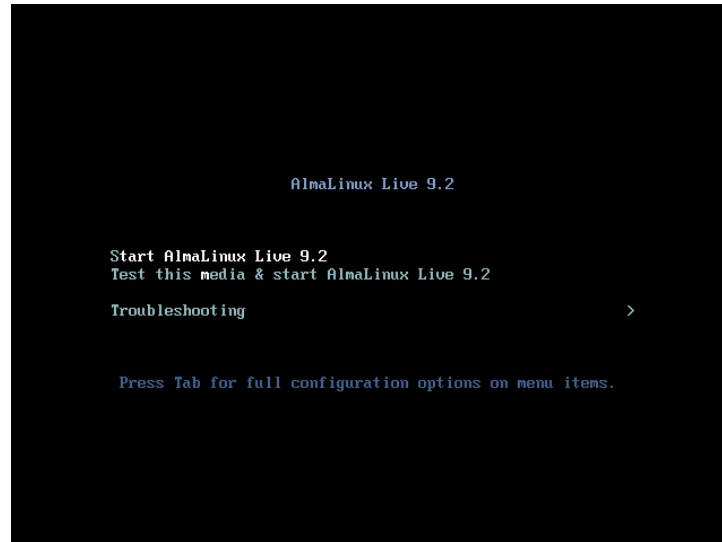 AlmaLinux Live 9.2
Start AlmaLinux Live 9.2
Test this media & start AlmaLinux Live 9.2
Troubleshooting >
Press Tab for full configuration options on menu items.